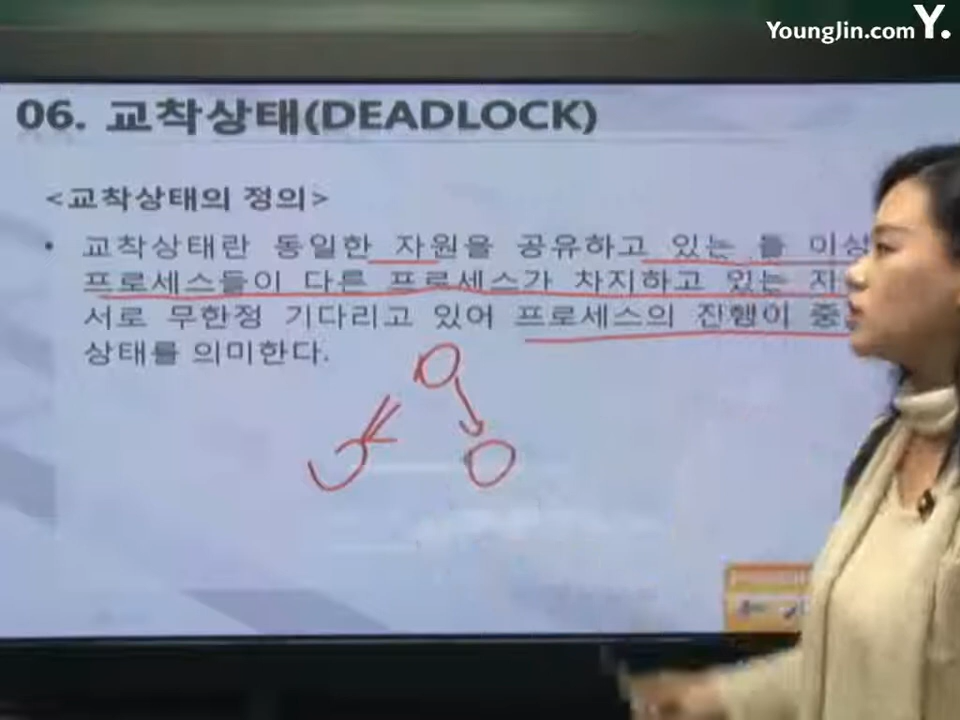 YoungJin.com Y.
06. 교착상태(DEADLOCK)
<교착상태의 정의>
• 교착상태란 동일한 자원을 공유하고 있는 둘 이상
프로세스들이 다른 프로세스가 차지하고 있는
서로 무한정 기다리고 있어 프로세스의 진행이
상태를 의미한다.